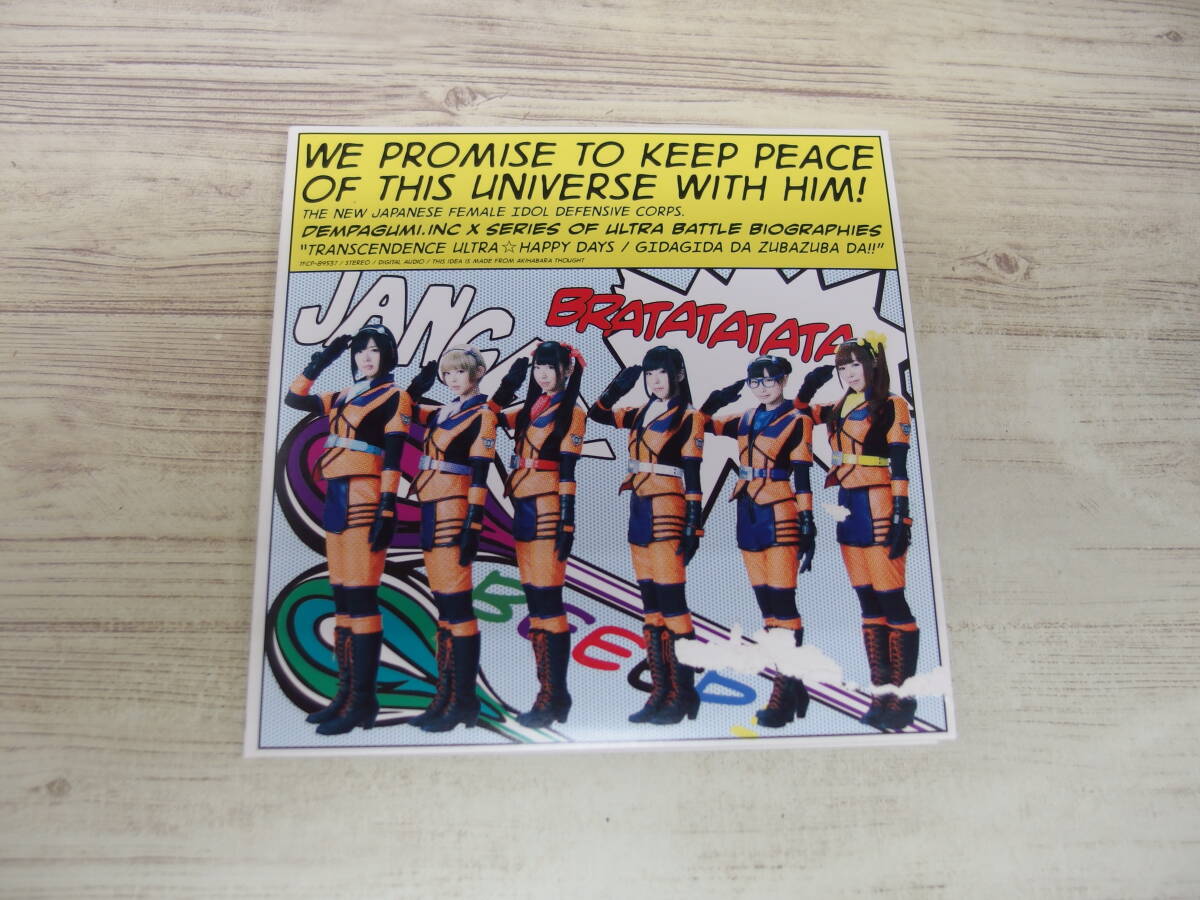 WE PROMISE TO KEEP PEACE
OF THIS UNIVERSE WITH HIM!
THE NEW JAPANESE FEMALE IDOL DEFENSIVE CORPS.
DEMPAGUMI.INC X SERIES OF ULTRA BATTLE BIOGRAPHIES
"TRANSCENDENCE ULTRA☆HAPPY DAYS / GIDAGIDA DA ZUBAZUBA DA!!"
TFCP-89537 / STEREO / DIGITAL AUDIO / THIS IDEA IS MADE FROM AKIHABARA THOUGHT
JANG
BRATATATATA